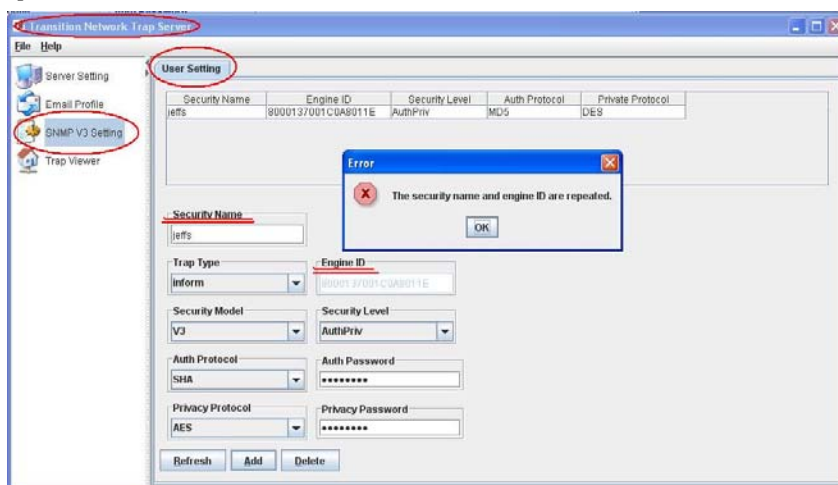 Transition Network Trap Server
File Help
Server Setting
Email Profile
SNMP V3 Setting
Trap Viewer
User Setting
Security Name Engine ID Security Level Auth Protocol Private Protocol
jeffs 8000137001C0A8011E AuthPriv MD5 DES
Error
The security name and engine ID are repeated.
OK
Security Name
jeffs
Trap Type Engine ID
inform 8000137001C0A8011E
Security Model Security Level
V3 AuthPriv
Auth Protocol Auth Password
SHA ••••••••
Privacy Protocol Privacy Password
AES ••••••••
Refresh Add Delete